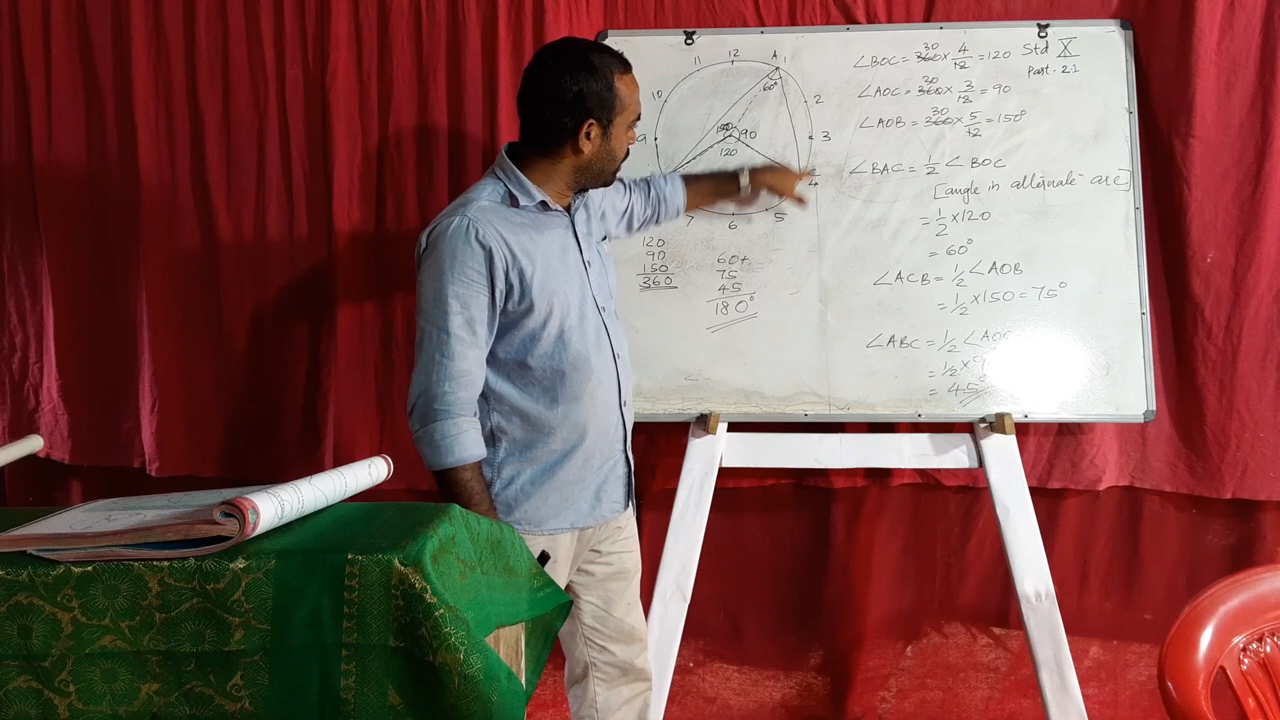 12
11
A
1
10
60°
2
9
90
3
120
C
4
7
6
5
120
90
150
360
60+
75
45
180°
Std X
Part - 2.1
∠BOC = 360 30 × 4/12 = 120
∠AOC = 360 30 × 3/12 = 90
∠AOB = 360 30 × 5/12 = 150°
∠BAC = 1/2 ∠BOC
[angle in alternate arc]
= 1/2 × 120
= 60°
∠ACB = 1/2 ∠AOB
= 1/2 × 150 = 75°
∠ABC = 1/2 ∠AOC
= 1/2 ×
= 45°